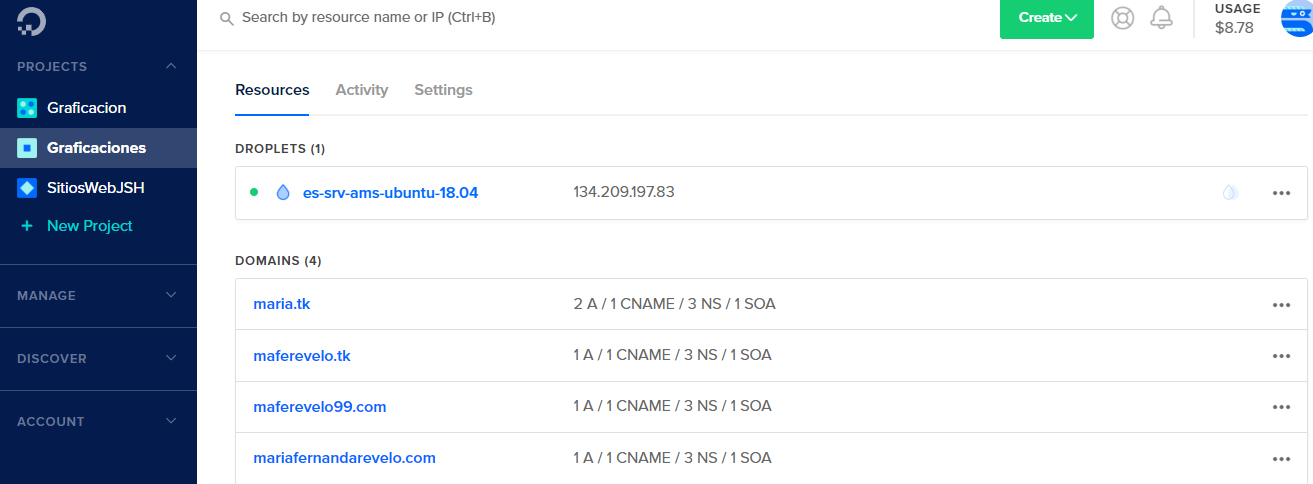 Search by resource name or IP (Ctrl+B)
Create
USAGE
$8.78
PROJECTS
Graficacion
Graficaciones
SitiosWebJSH
+ New Project
MANAGE
DISCOVER
ACCOUNT
Resources Activity Settings
DROPLETS (1)
es-srv-ams-ubuntu-18.04 134.209.197.83
DOMAINS (4)
maria.tk 2 A / 1 CNAME / 3 NS / 1 SOA
maferevelo.tk 1 A / 1 CNAME / 3 NS / 1 SOA
maferevelo99.com 1 A / 1 CNAME / 3 NS / 1 SOA
mariafernandarevelo.com 1 A / 1 CNAME / 3 NS / 1 SOA